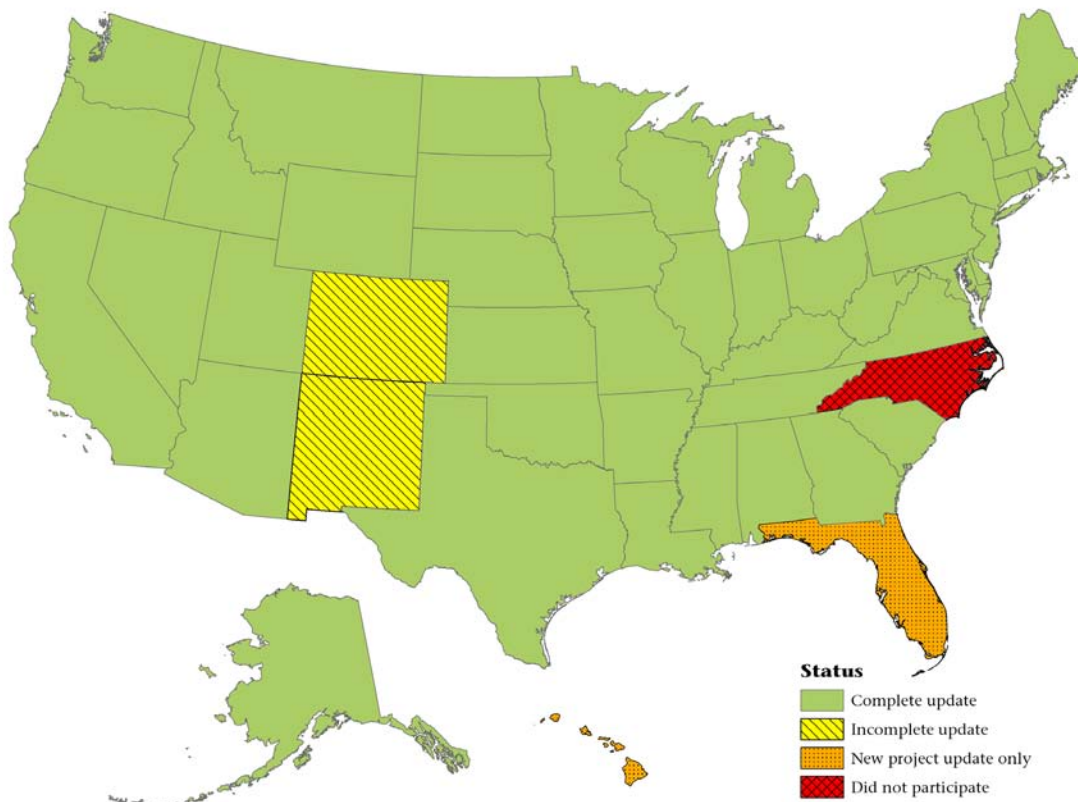 Status
Complete update
Incomplete update
New project update only
Did not participate